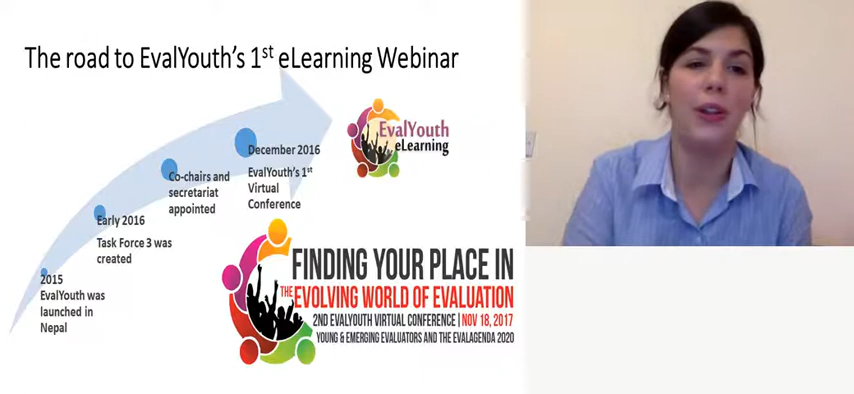 The road to EvalYouth's 1st eLearning Webinar
EvalYouth
eLearning
December 2016
EvalYouth's 1st
Virtual
Conference
Co-chairs and
secretariat
appointed
Early 2016
Task Force 3 was
created
2015
EvalYouth was
launched in
Nepal
FINDING YOUR PLACE IN
THE EVOLVING WORLD OF EVALUATION
2ND EVALYOUTH VIRTUAL CONFERENCE | NOV 18, 2017
YOUNG & EMERGING EVALUATORS AND THE EVALAGENDA 2020